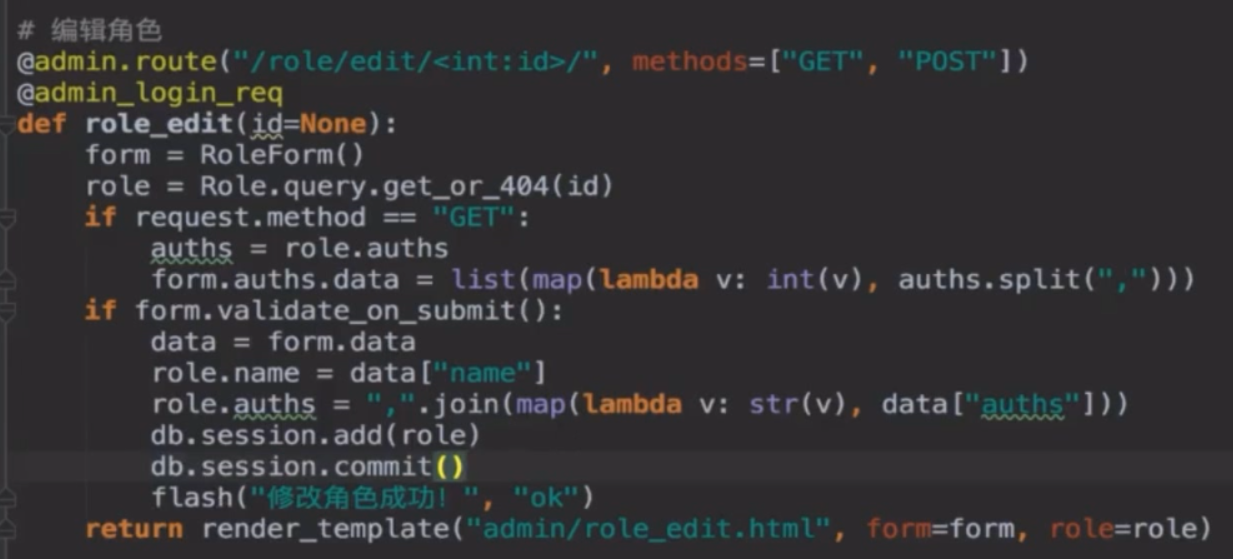 # 编辑角色
@admin.route("/role/edit/<int:id>/", methods=["GET", "POST"])
@admin_login_req
def role_edit(id=None):
    form = RoleForm()
    role = Role.query.get_or_404(id)
    if request.method == "GET":
        auths = role.auths
        form.auths.data = list(map(lambda v: int(v), auths.split(",")))
    if form.validate_on_submit():
        data = form.data
        role.name = data["name"]
        role.auths = ",".join(map(lambda v: str(v), data["auths"]))
        db.session.add(role)
        db.session.commit()
        flash("修改角色成功！", "ok")
    return render_template("admin/role_edit.html", form=form, role=role)